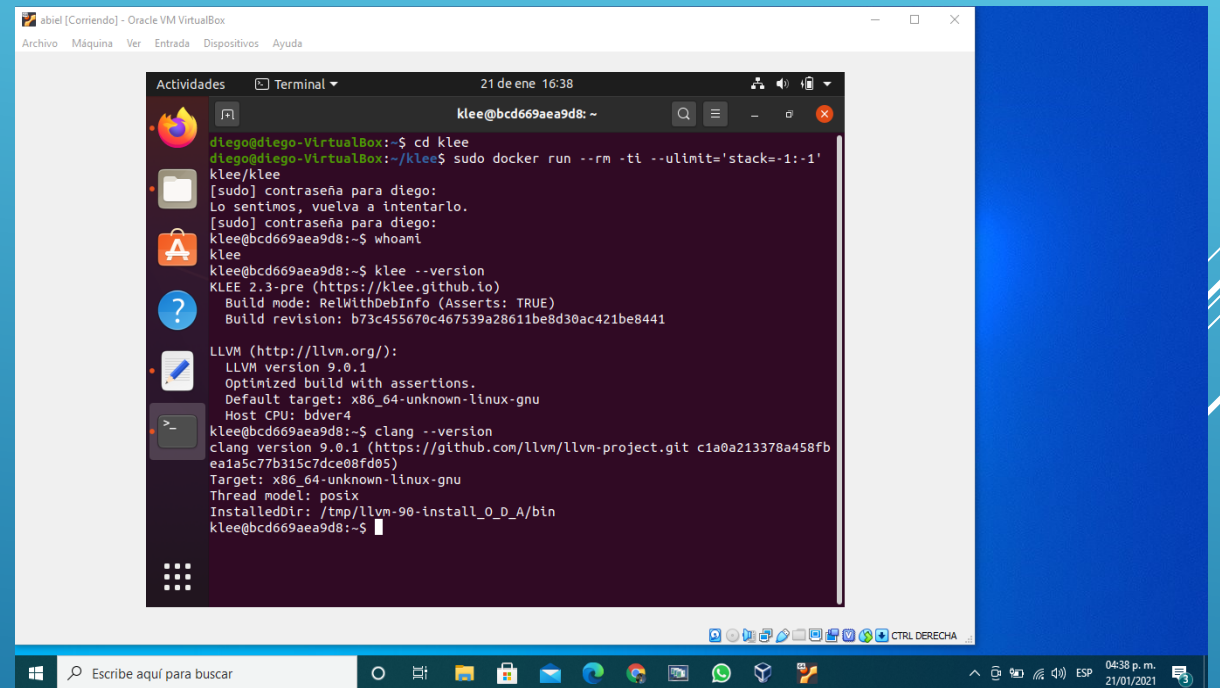 abiel [Corriendo] - Oracle VM VirtualBox
Archivo Máquina Ver Entrada Dispositivos Ayuda
Actividades Terminal 21 de ene 16:38
klee@bcd669aea9d8: ~
diego@diego-VirtualBox:~$ cd klee
diego@diego-VirtualBox:~/klee$ sudo docker run --rm -ti --ulimit='stack=-1:-1'
klee/klee
[sudo] contraseña para diego:
Lo sentimos, vuelva a intentarlo.
[sudo] contraseña para diego:
klee@bcd669aea9d8:~$ whoami
klee
klee@bcd669aea9d8:~$ klee --version
KLEE 2.3-pre (https://klee.github.io)
  Build mode: RelWithDebInfo (Asserts: TRUE)
  Build revision: b73c455670c467539a28611be8d30ac421be8441
LLVM (http://llvm.org/):
  LLVM version 9.0.1
  Optimized build with assertions.
  Default target: x86_64-unknown-linux-gnu
  Host CPU: bdver4
klee@bcd669aea9d8:~$ clang --version
clang version 9.0.1 (https://github.com/llvm/llvm-project.git c1a0a213378a458fb
ea1a5c77b315c7dce08fd05)
Target: x86_64-unknown-linux-gnu
Thread model: posix
InstalledDir: /tmp/llvm-90-install_O_D_A/bin
klee@bcd669aea9d8:~$
CTRL DERECHA
Escribe aquí para buscar
ESP
04:38 p. m.
21/01/2021
3